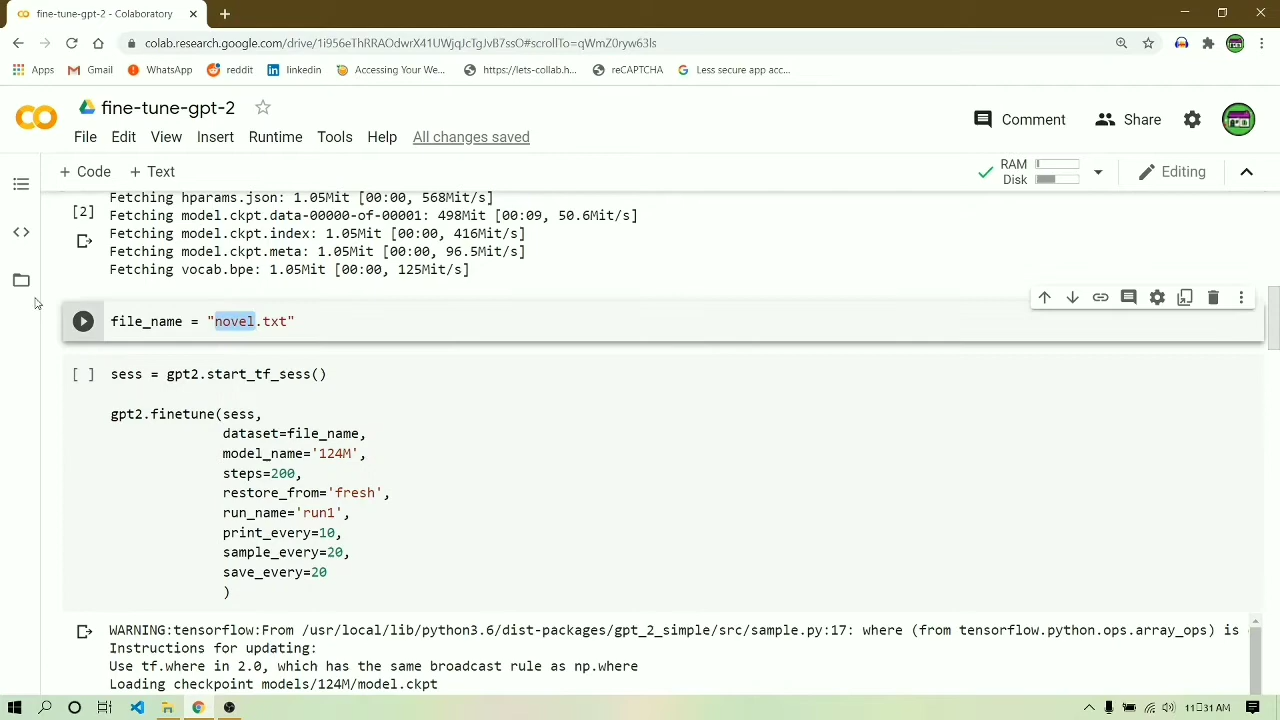 fine-tune-gpt-2 - Colaboratory
colab.research.google.com/drive/1i956eThRRAOdwrX41UWjqJcTgJvB7ssO#scrollTo=qWmZ0ryw63ls
Apps Gmail WhatsApp reddit linkedin Accessing Your We... https://lets-collab.h... reCAPTCHA Less secure app acc...
fine-tune-gpt-2
Comment Share
File Edit View Insert Runtime Tools Help All changes saved
+ Code + Text RAM Disk Editing
Fetching hparams.json: 1.05Mit [00:00, 568Mit/s]
[2] Fetching model.ckpt.data-00000-of-00001: 498Mit [00:09, 50.6Mit/s]
Fetching model.ckpt.index: 1.05Mit [00:00, 416Mit/s]
Fetching model.ckpt.meta: 1.05Mit [00:00, 96.5Mit/s]
Fetching vocab.bpe: 1.05Mit [00:00, 125Mit/s]
file_name = "novel.txt"
[ ] sess = gpt2.start_tf_sess()
gpt2.finetune(sess,
dataset=file_name,
model_name='124M',
steps=200,
restore_from='fresh',
run_name='run1',
print_every=10,
sample_every=20,
save_every=20
)
WARNING:tensorflow:From /usr/local/lib/python3.6/dist-packages/gpt_2_simple/src/sample.py:17: where (from tensorflow.python.ops.array_ops) is
Instructions for updating:
Use tf.where in 2.0, which has the same broadcast rule as np.where
Loading checkpoint models/124M/model.ckpt